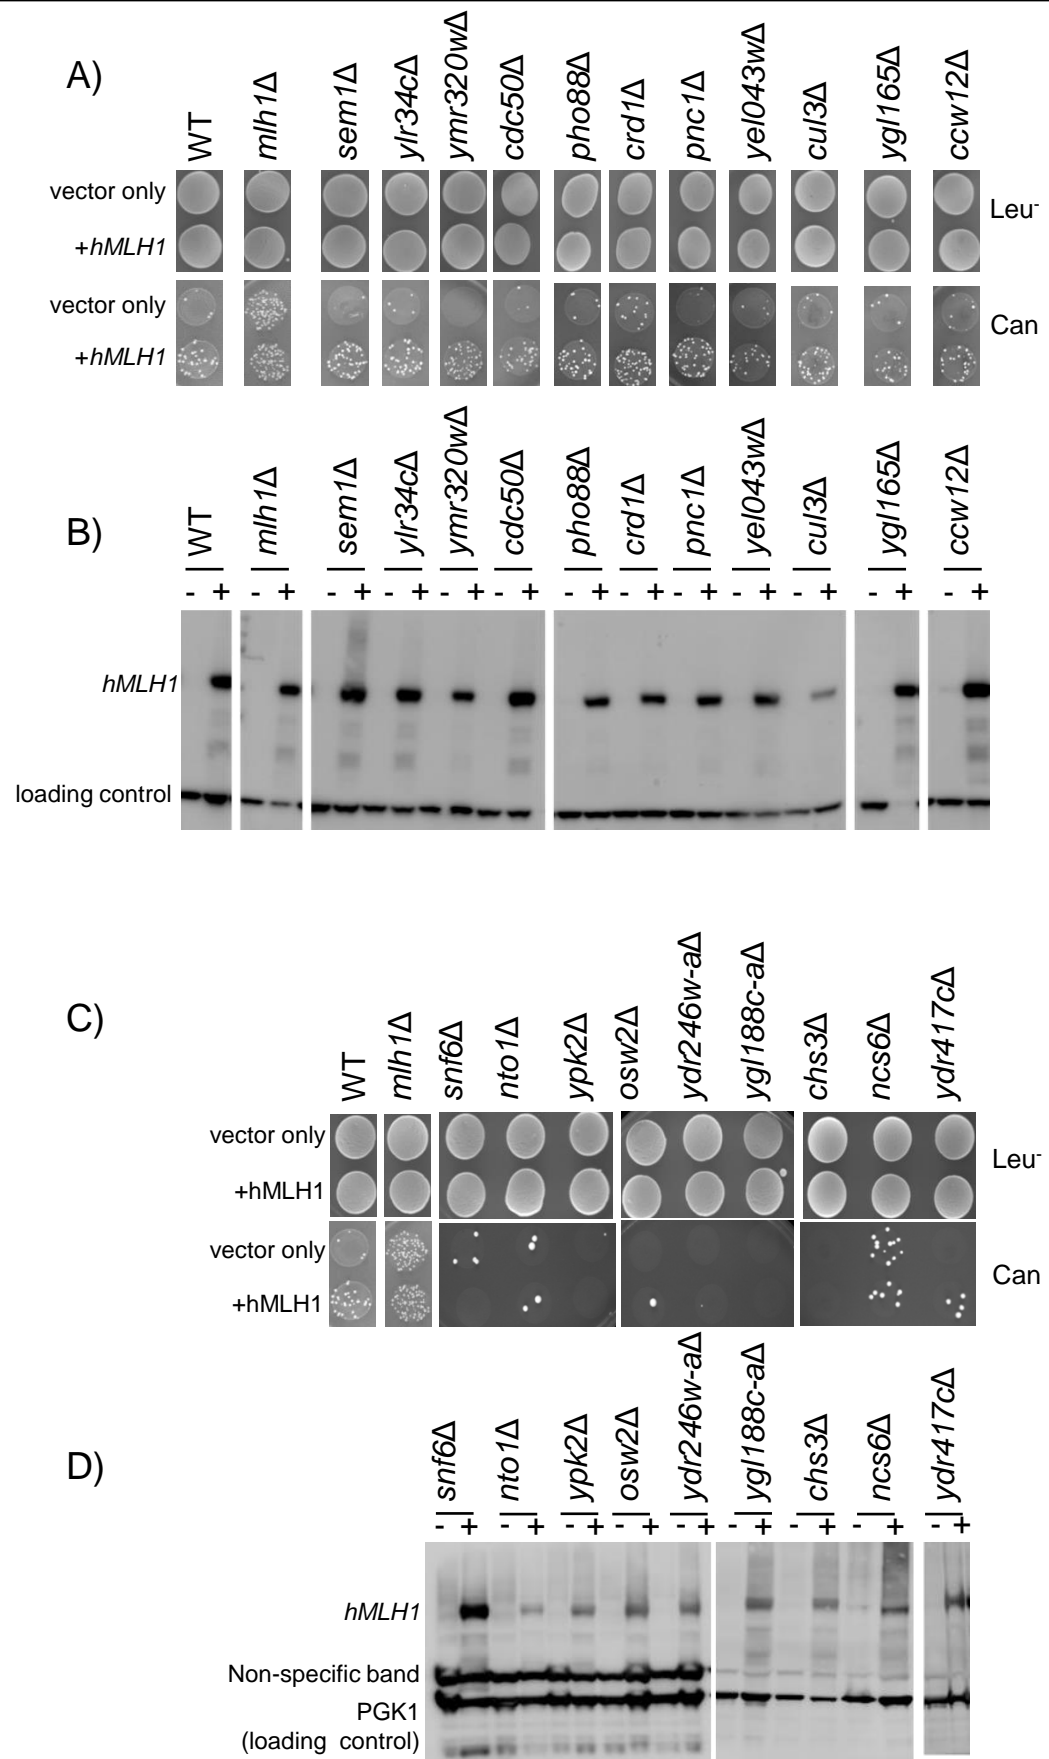 A)
WT mlh1Δ sem1Δ ylr34cΔ ymr320wΔ cdc50Δ pho88Δ crd1Δ pnc1Δ yel043wΔ cul3Δ ygl165Δ ccw12Δ
vector only
+hMLH1
Leu-
vector only
+hMLH1
Can
B)
WT mlh1Δ sem1Δ ylr34cΔ ymr320wΔ cdc50Δ pho88Δ crd1Δ pnc1Δ yel043wΔ cul3Δ ygl165Δ ccw12Δ
- + - + - + - + - + - + - + - + - + - + - + - + - +
hMLH1
loading control
C)
WT mlh1Δ snf6Δ nto1Δ ypk2Δ osw2Δ ydr246w-aΔ ygl188c-aΔ chs3Δ ncs6Δ ydr417cΔ
vector only
+hMLH1
Leu-
vector only
+hMLH1
Can
D)
snf6Δ nto1Δ ypk2Δ osw2Δ ydr246w-aΔ ygl188c-aΔ chs3Δ ncs6Δ ydr417cΔ
- + - + - + - + - + - + - + - + - +
hMLH1
Non-specific band
PGK1
(loading control)